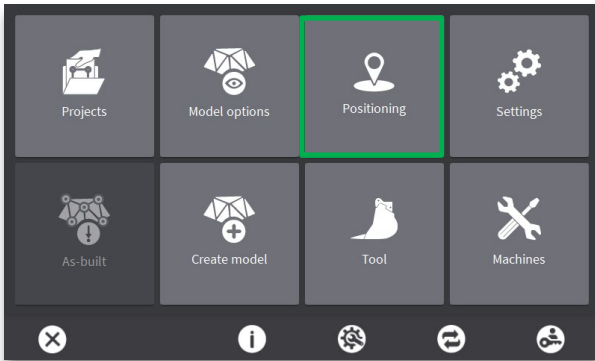 Projects
Model options
Positioning
Settings
As-built
Create model
Tool
Machines